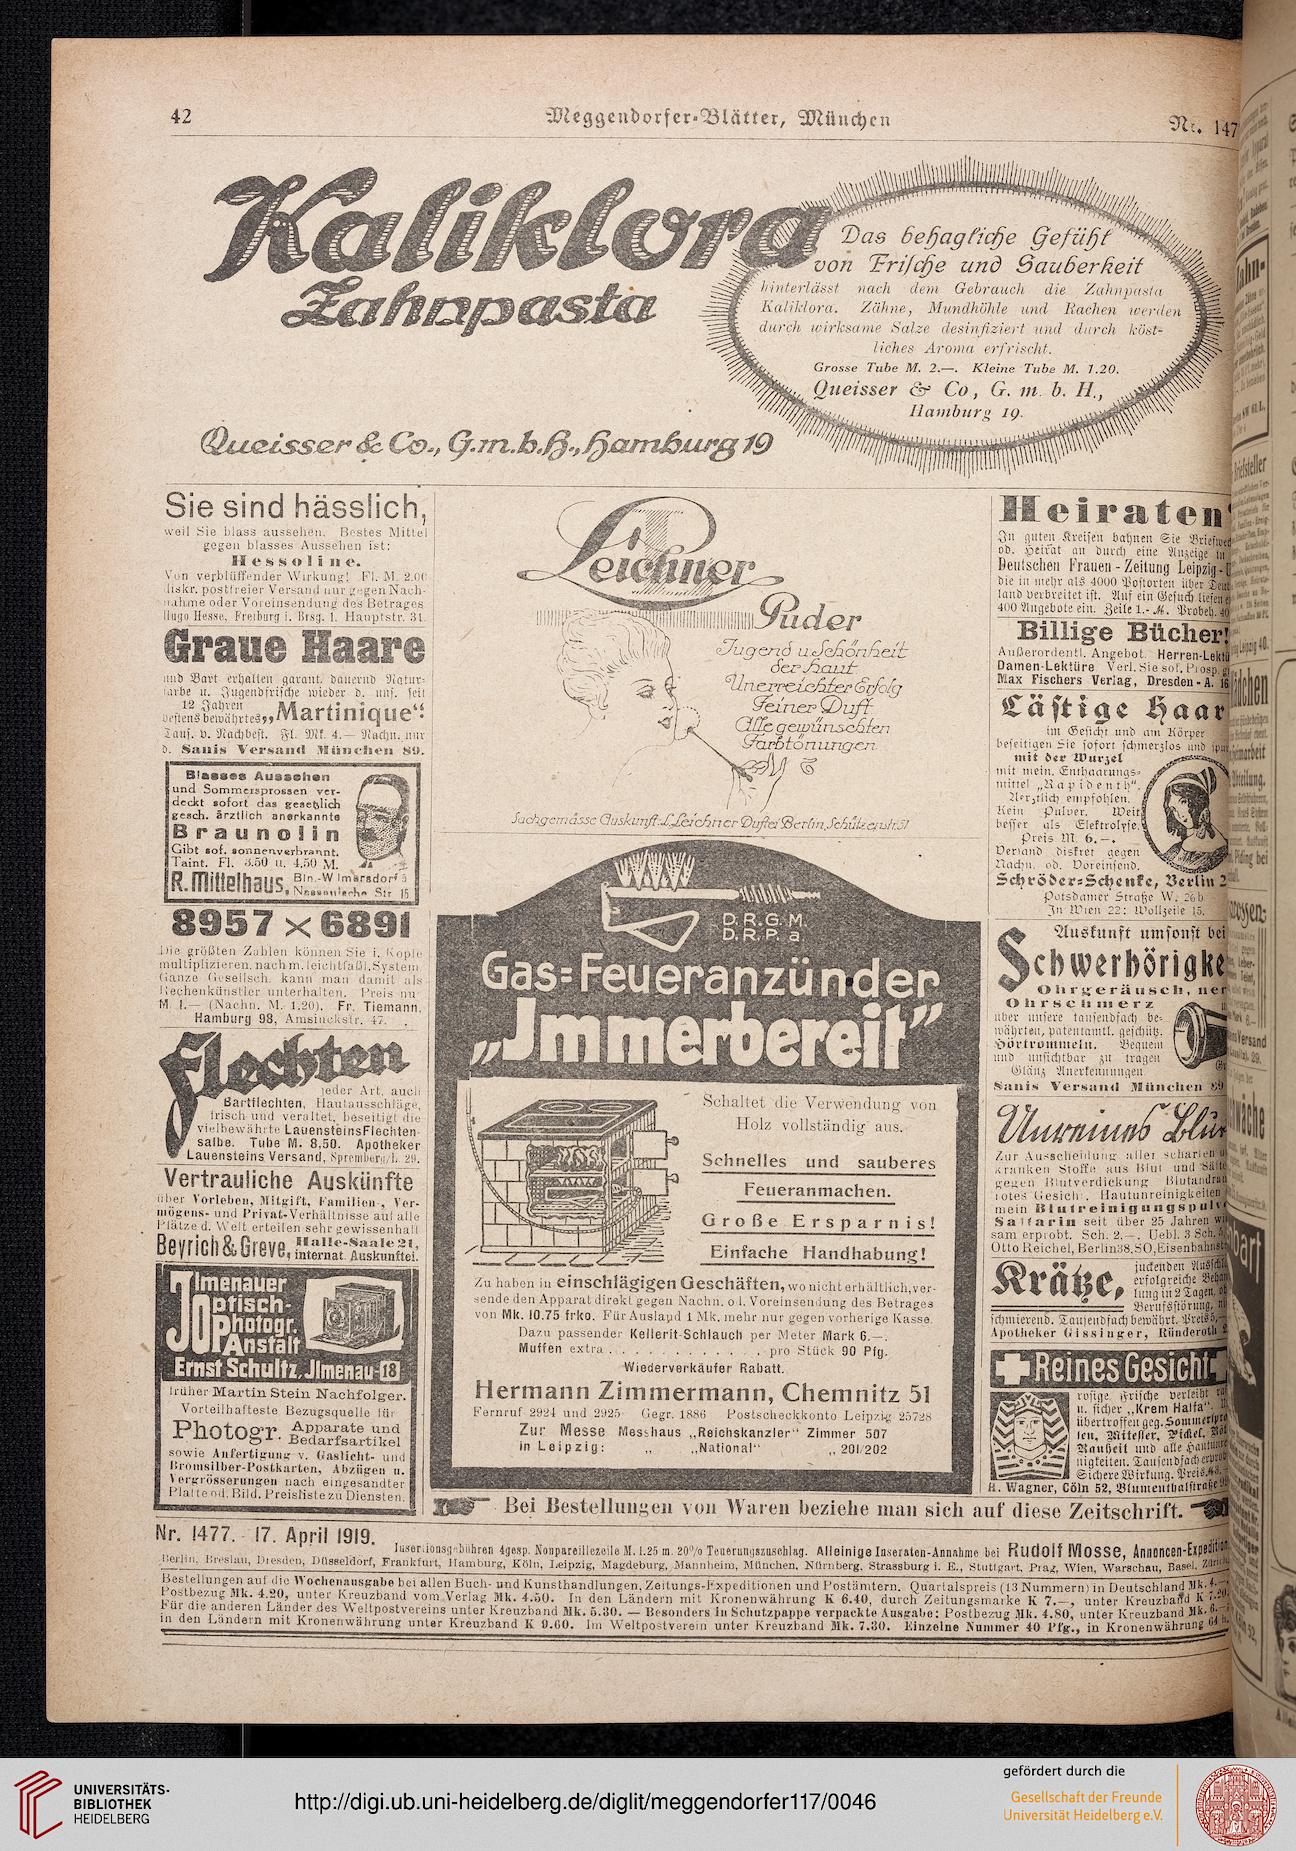 42
Meggendorfer-Blätter, München
Nr. 147
Kaliklora
Zahnpasta
Queisser & Co., G.m.b.H., Hamburg 19
Das behagliche Gefühl
von Frische und Sauberkeit
hinterlässt nach dem Gebrauch die Zahnpasta
Kaliklora. Zähne, Mundhöhle und Rachen werden
durch wirksame Salze desinfiziert und durch köst-
liches Aroma erfrischt.
Grosse Tube M. 2.—. Kleine Tube M. 1.20.
Queisser & Co, G. m. b. H.,
Hamburg 19.
Sie sind hässlich,
weil Sie blass aussehen. Bestes Mittel
gegen blasses Aussehen ist:
Hessoline.
Von verblüffender Wirkung! Fl. M. 2.00
diskr. postfreier Versand nur gegen Nach-
nahme oder Voreinsendung des Betrages
Hugo Hesse, Freiburg i. Brsg. 1. Hauptstr. 31.
Graue Haare
und Bart erhalten garant. dauernd Natur-
farbe u. Jugendfrische wieder d. uns. seit
12 Jahren
bestens bewährtes „Martinique“.
Taus. v. Nachbest. Fl. Mk. 4.— Nachn. nur
d. Sanis Versand München 89.
Blasses Aussehen
und Sommersprossen ver-
deckt sofort das gesetzlich
gesch. ärztlich anerkannte
Braunolin
Gibt sof. sonnenverbrannt.
Taint. Fl. 3.50 u. 4.50 M.
R. Mittelhaus, Bln.-Wilmersdorf 5
Nassauische Str. 15
8957 × 6891
Die größten Zahlen können Sie i. Kopfe
multiplizieren, nach m. leichtfaßl. System
Ganze Gesellsch. kann man damit als
Rechenkünstler unterhalten. Preis nur
M. 1.— (Nachn. M. 1.20). Fr. Tiemann,
Hamburg 98, Amsinckstr. 47.
Flechten
jeder Art, auch
Bartflechten, Hautausschläge,
frisch und veraltet, beseitigt die
vielbewährte Lauensteins Flechten-
salbe. Tube M. 8.50. Apotheker
Lauensteins Versand, Spremberg/L. 29.
Vertrauliche Auskünfte
über Vorleben, Mitgift, Familien-, Ver-
mögens- und Privat-Verhältnisse auf alle
Plätze d. Welt erteilen sehr gewissenhaft
Beyrich & Greve, Halle-Saale 21,
internat. Auskunftei.
Jlmenauer
Optisch-
Photogr.
Anstalt
Ernst Schultz, Jlmenau-18
früher Martin Stein Nachfolger.
Vorteilhafteste Bezugsquelle für
Photogr. Apparate und
Bedarfsartikel
sowie Anfertigung v. Gaslicht- und
Bromsilber-Postkarten, Abzügen u.
Vergrösserungen nach eingesandter
Platte od. Bild. Preisliste zu Diensten.
L
Leichner
Puder
Jugend u. Schönheit
der Haut
Unerreichter Erfolg
Feiner Duft
Alle gewünschten
Farbtönungen
Sachgemässe Auskunft: L. Leichner Duftei Berlin, Schützenstr. 31
D.R.G.M.
D.R.P. a
Gas=Feueranzünder
„Jmmerbereit“
Schaltet die Verwendung von
Holz vollständig aus.
Schnelles und sauberes
Feueranmachen.
Große Ersparnis!
Einfache Handhabung!
Zu haben in einschlägigen Geschäften, wo nicht erhältlich, ver-
sende den Apparat direkt gegen Nachn. od. Voreinsendung des Betrages
von Mk. 10.75 frko. Für Ausland 1 Mk. mehr nur gegen vorherige Kasse.
Dazu passender Kellerit-Schlauch per Meter Mark 6.—.
Muffen extra . . . . . . . . . . . . pro Stück 90 Pfg.
Wiederverkäufer Rabatt.
Hermann Zimmermann, Chemnitz 51
Fernruf 2924 und 2925 Gegr. 1886 Postscheckkonto Leipzig 25728
Zur Messe Messhaus „Reichskanzler“ Zimmer 507
in Leipzig: „ „National“ „ 201/202
Heiraten
In guten Kreisen bahnen Sie Briefwec
od. Heirat an durch eine Anzeige in
Deutschen Frauen-Zeitung Leipzig-
die in mehr als 4000 Postorten über Deut
land verbreitet ist. Auf ein Gesuch liefen
400 Angebote ein. Zeile 1.- M. Probeh. 40
Billige Bücher!
Außerordentl. Angebot. Herren-Lektü
Damen-Lektüre Verl. Sie sof. Prosp.
Max Fischers Verlag, Dresden-A. 16
Lästige Haar
im Gesicht und am Körper
beseitigen Sie sofort schmerzlos und spur
mit der Wurzel
mit mein. Enthaarungs-
mittel „Rapidenth“.
Aerztlich empfohlen.
Kein Pulver. Weit
besser als Elektrolyse.
Preis M. 6.—.
Versand diskret gegen
Nachn. od. Voreinsend.
Schröder-Schenke, Berlin 2
Potsdamer Straße W. 26b
In Wien 22: Wollzeile 15.
Auskunft umsonst bei
Schwerhörigke
Ohrgeräusch, ner
Ohrschmerz
über unsere tausendfach be-
währten, patentamtl. geschütz.
Hörtrommeln. Bequem
und unsichtbar zu tragen
Glänz Anerkennungen
Sanis Versand München 89
Unreines Blut
Zur Ausscheidung aller scharfen u
kranken Stoffe aus Blut und Säfte
gegen Blutverdickung Blutandran
rotes Gesicht, Hautunreinigkeiten
mein Blutreinigungspulv
Salfarin seit über 25 Jahren
sam erprobt. Sch. 2.—. Uebl. 3 Sch. 5.
Otto Reichel, Berlin 38, SO, Eisenbahnst
Krätze,
juckenden Ausschl
erfolgreiche Behan
lung in 2 Tagen,
Berufsstörung,
schmierend. Tausendfach bewährt. Preis 5,
Apotheker Gissinger, Ründeroth
Reines Gesicht,
rosige Frische verleiht
u. sicher „Krem Halfa“.
übertroffen geg. Sommerspro
sen, Mitesser, Pickel, Röt
Rauheit und alle Hautunre
nigkeiten. Tausendfach erprob
Sichere Wirkung. Preis
H. Wagner, Cöln 52, Blumenthalstraße
Bei Bestellungen von Waren beziehe man sich auf diese Zeitschrift.
Nr. 1477. 17. April 1919.
Insertionsgebühren 4gesp. Nonpareillezeile M. 1.25 m. 20% Teuerungszuschlag. Alleinige Inseraten-Annahme bei Rudolf Mosse, Annoncen-Expedition
Berlin, Breslau, Dresden, Düsseldorf, Frankfurt, Hamburg, Köln, Leipzig, Magdeburg, Mannheim, München, Nürnberg, Strassburg i. E., Stuttgart, Prag, Wien, Warschau, Basel, Zürich
Bestellungen auf die Wochenausgabe bei allen Buch- und Kunsthandlungen, Zeitungs-Expeditionen und Postämtern. Quartalspreis (13 Nummern) in Deutschland Mk. 4.—,
Postbezug Mk. 4.20, unter Kreuzband vom Verlag Mk. 4.50. In den Ländern mit Kronenwährung K 6.40, durch Zeitungsmarke K 7.—, unter Kreuzband K 7.20.
Für die anderen Länder des Weltpostvereins unter Kreuzband Mk. 5.30. — Besonders in Schutzpappe verpackte Ausgabe: Postbezug Mk. 4.80, unter Kreuzband Mk. 6.—,
in den Ländern mit Kronenwährung unter Kreuzband K 9.60. Im Weltpostverein unter Kreuzband Mk. 7.30. Einzelne Nummer 40 Pfg., in Kronenwährung 64 h.
UNIVERSITÄTS-
BIBLIOTHEK
HEIDELBERG
http://digi.ub.uni-heidelberg.de/diglit/meggendorfer117/0046
gefördert durch die
Gesellschaft der Freunde
Universität Heidelberg e.V.